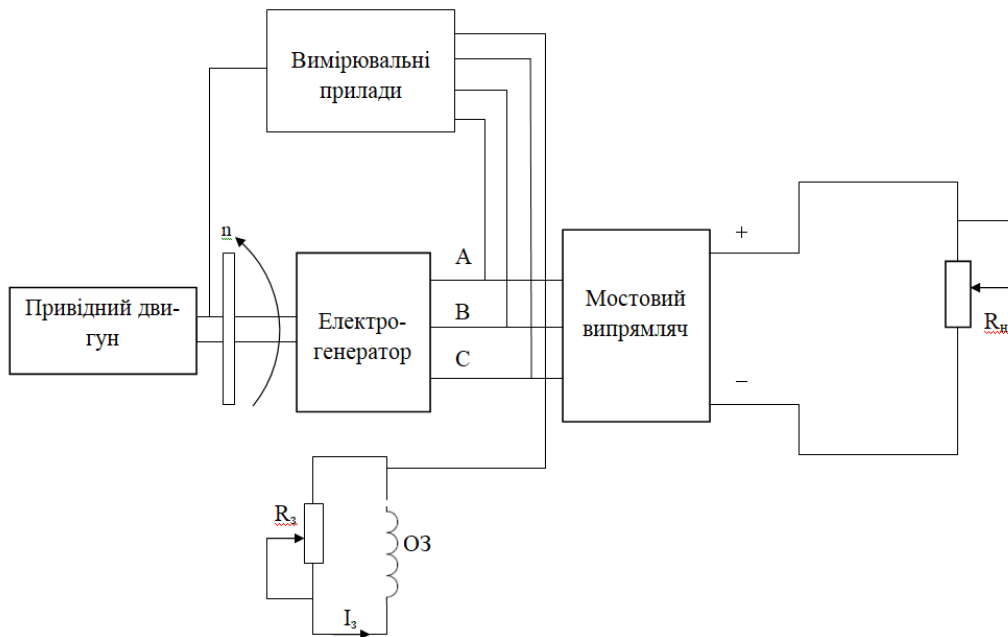 Вимірювальні
прилади
n
A
+
Привідний дви-
гун
Електро-
генератор
B
Мостовий
випрямляч
Rн
C
−
Rз
ОЗ
Iз